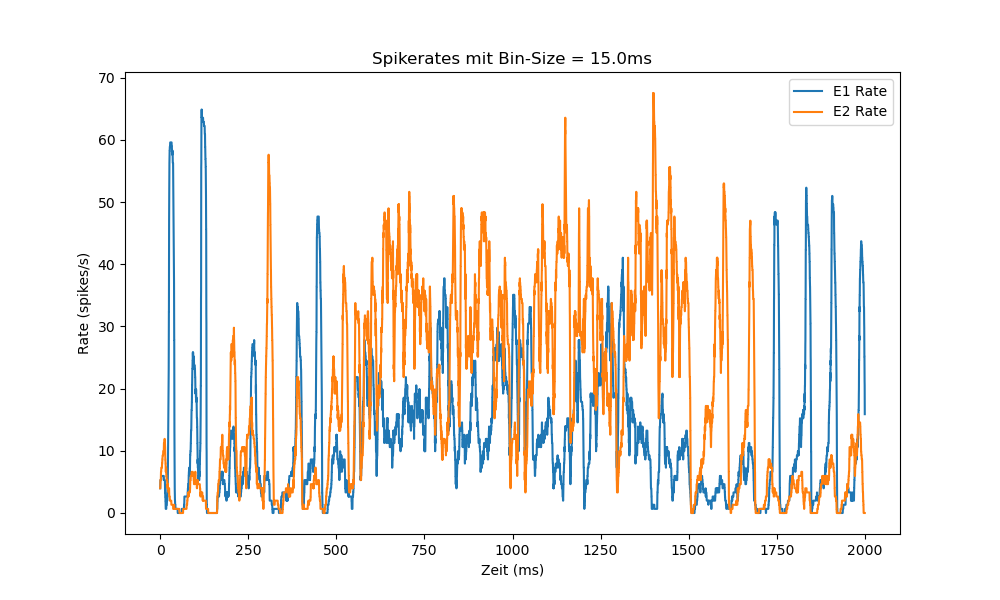 Spikerates mit Bin-Size = 15.0ms
E1 Rate
E2 Rate
Rate (spikes/s)
70
60
50
40
30
20
10
0
0 250 500 750 1000 1250 1500 1750 2000
Zeit (ms)